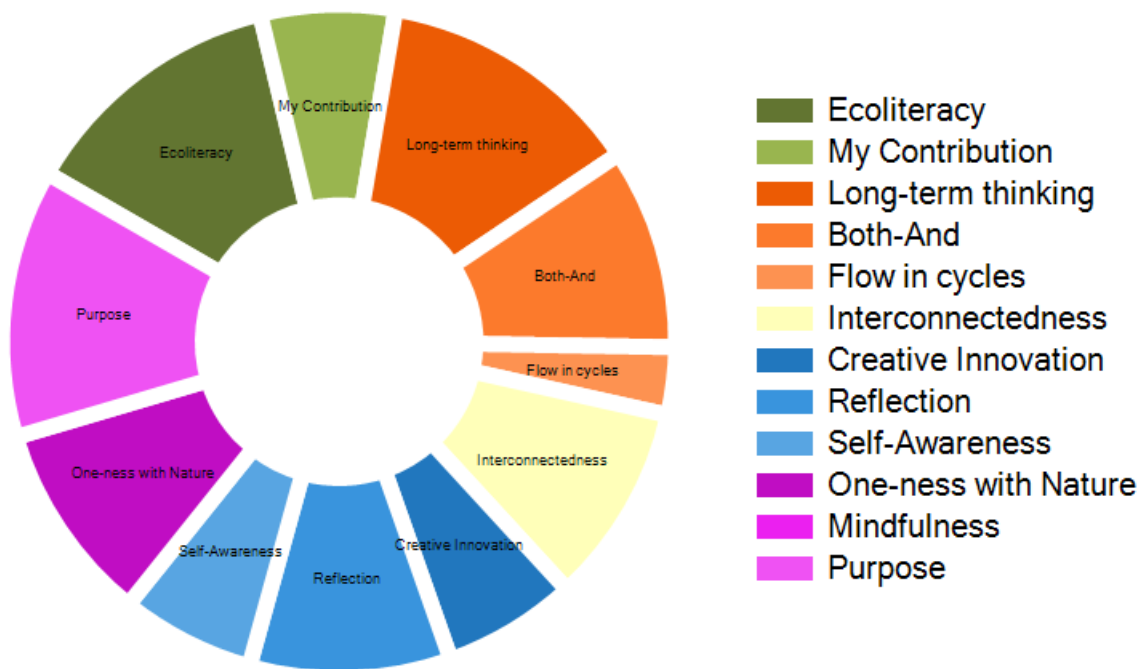 My Contribution
Long-term thinking
Ecoliteracy
Both-And
Purpose
Flow in cycles
Interconnectedness
One-ness with Nature
Creative Innovation
Self-Awareness
Reflection
Ecoliteracy
My Contribution
Long-term thinking
Both-And
Flow in cycles
Interconnectedness
Creative Innovation
Reflection
Self-Awareness
One-ness with Nature
Mindfulness
Purpose